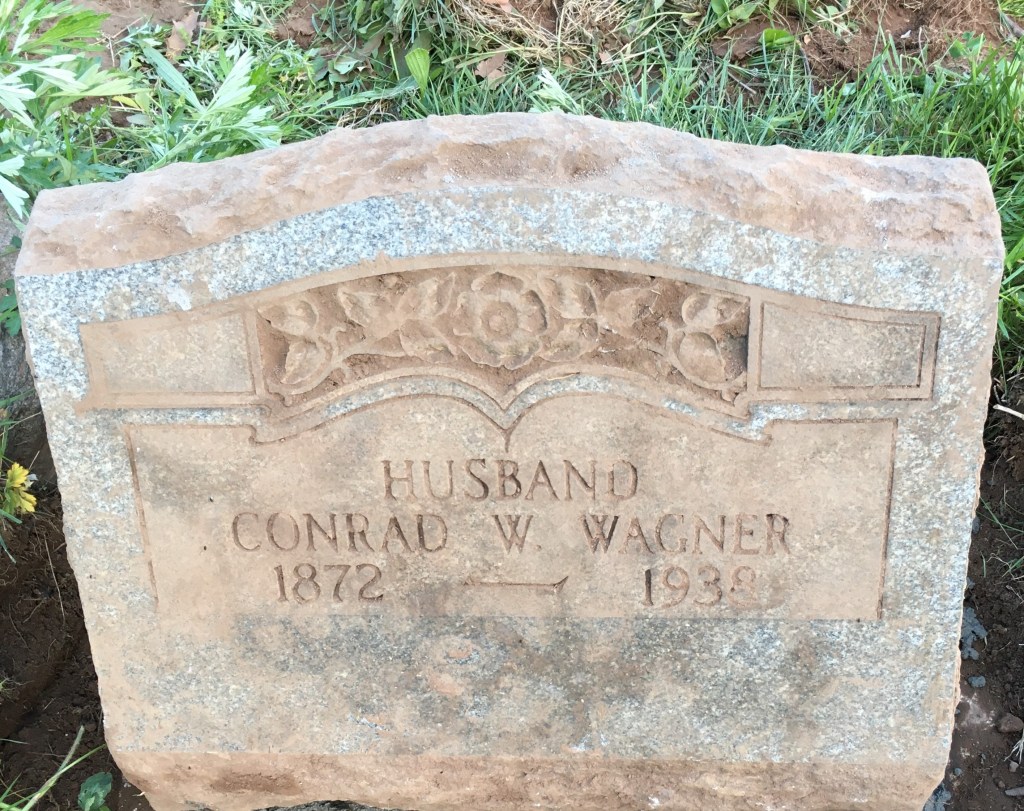 HUSBAND
CONRAD W. WAGNER
1872 — 1938